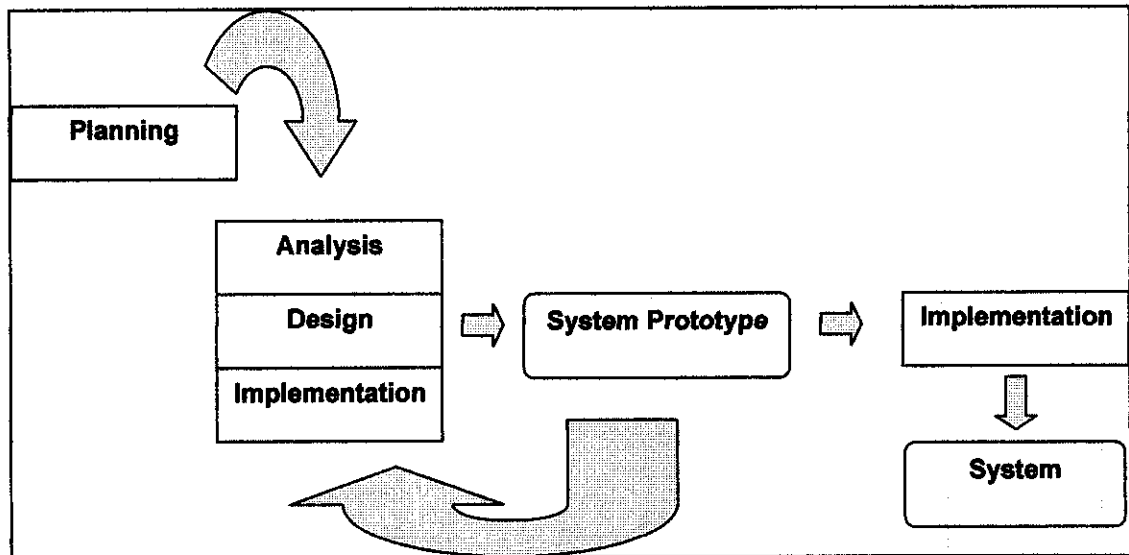 Planning
Analysis
Design
Implementation
System Prototype
Implementation
System